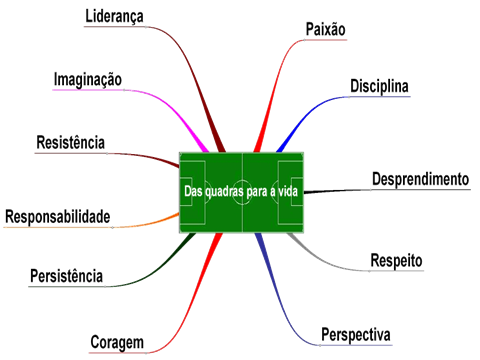 Liderança
Paixão
Imaginação
Disciplina
Resistência
Das quadras para a vida
Desprendimento
Responsabilidade
Persistência
Respeito
Coragem
Perspectiva